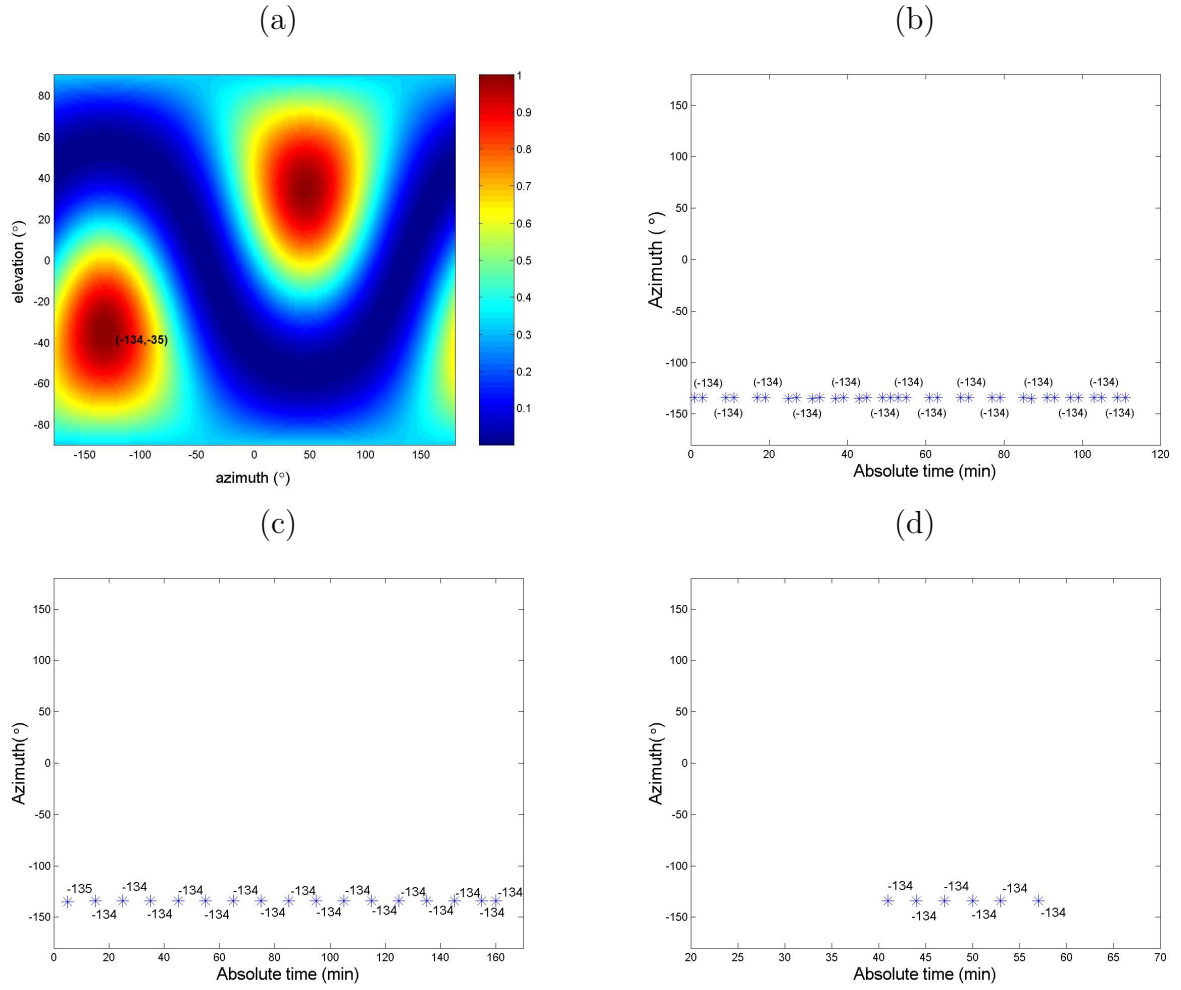 (a)
80
60
40
20
0
-20
-40
-60
-80
elevation (°)
(-134,-35)
-150
-100
-50
0
50
100
150
azimuth (°)
1
0.9
0.8
0.7
0.6
0.5
0.4
0.3
0.2
0.1
(b)
150
100
50
0
-50
-100
-150
Azimuth ( °)
(-134) (-134) (-134) (-134) (-134) (-134) (-134)
(-134) (-134) (-134) (-134) (-134) (-134) (-134)
0 20 40 60 80 100 120
Absolute time (min)
(c)
150
100
50
0
-50
-100
-150
Azimuth( °)
-135 -134 -134 -134 -134 -134 -134 -134 -134
-134 -134 -134 -134 -134 -134 -134 -134
0 20 40 60 80 100 120 140 160
Absolute time (min)
(d)
150
100
50
0
-50
-100
-150
Azimuth( °)
-134 -134 -134
-134 -134 -134
20 25 30 35 40 45 50 55 60 65 70
Absolute time (min)